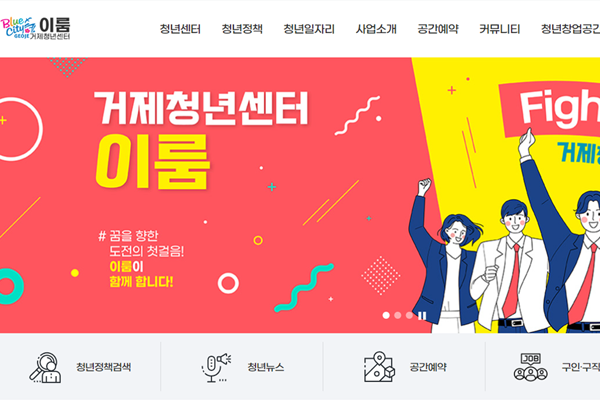 Blue City 거제 이룸
거제청년센터
청년센터 청년정책 청년일자리 사업소개 공간예약 커뮤니티 청년창업공간
거제청년센터
이룸
# 꿈을 향한
도전의 첫걸음!
이룸이
함께 합니다!
Figh
거제청
청년정책검색 청년뉴스 공간예약 JOB 구인·구직